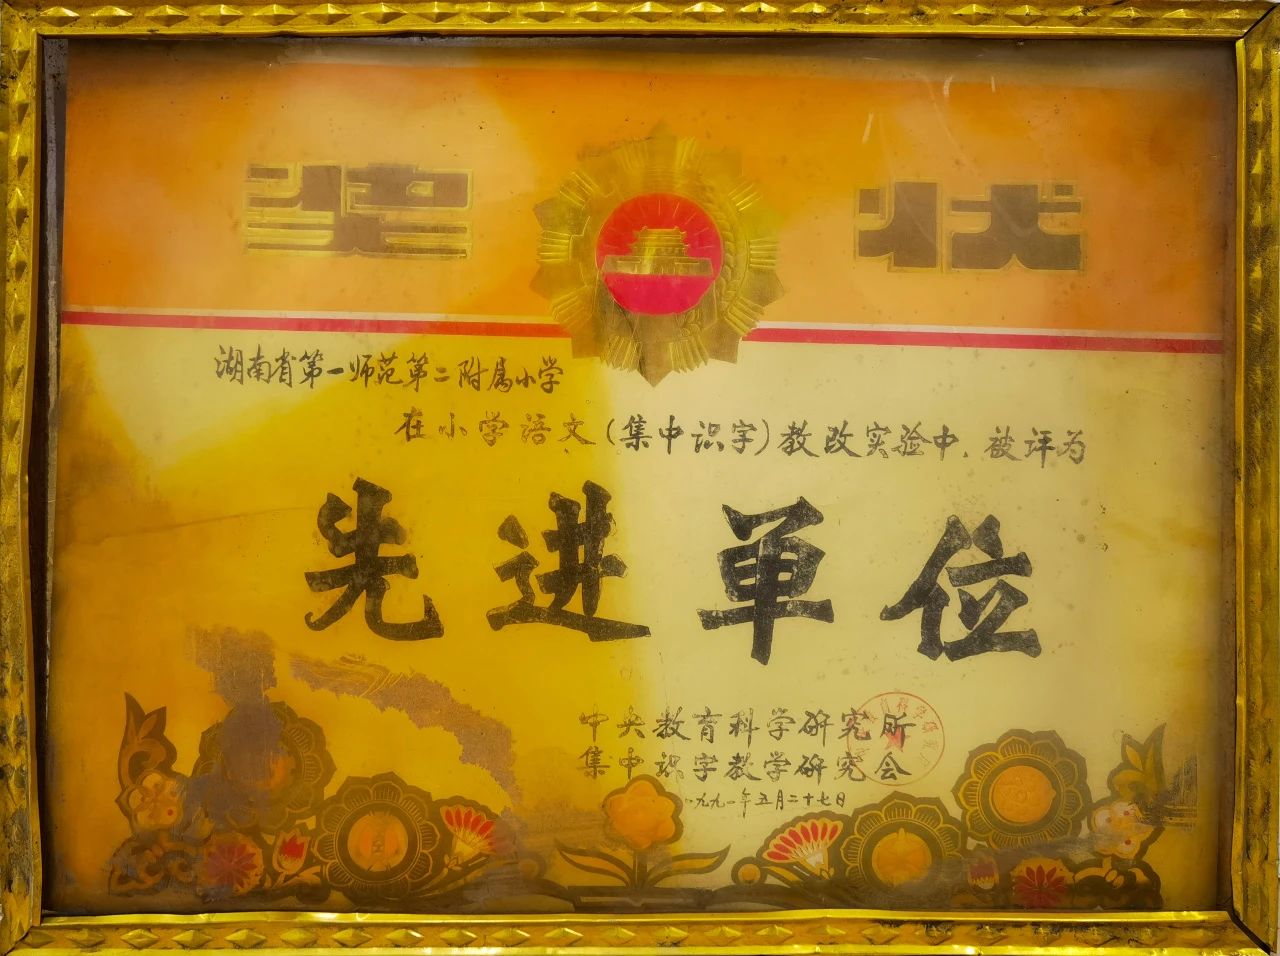 奖状
湖南省第一师范第二附属小学
在小学语文(集中识字)教改实验中，被评为
先进单位
中央教育科学研究所
集中识字教学研究会
一九九一年五月二十七日